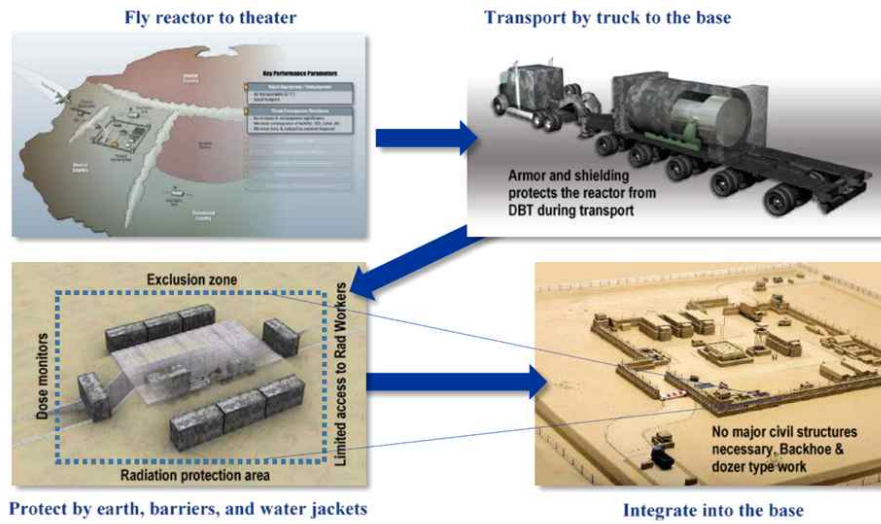 Fly reactor to theater
Transport by truck to the base
Key Performance Parameters
Armor and shielding
protects the reactor from
DBT during transport
Exclusion zone
Dose monitors
Limited access to Rad Workers
Radiation protection area
No major civil structures
necessary, Backhoe &
dozer type work
Protect by earth, barriers, and water jackets
Integrate into the base